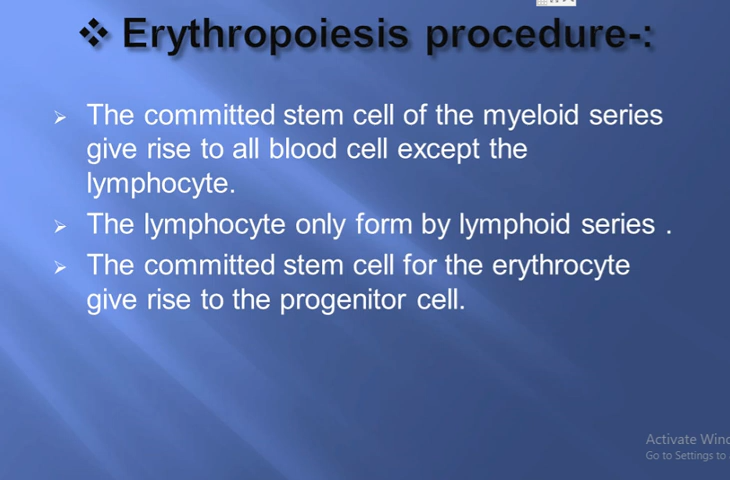 ❖ Erythropoiesis procedure-:
➢ The committed stem cell of the myeloid series
give rise to all blood cell except the
lymphocyte.
➢ The lymphocyte only form by lymphoid series .
➢ The committed stem cell for the erythrocyte
give rise to the progenitor cell.
Activate
Go to Settings to